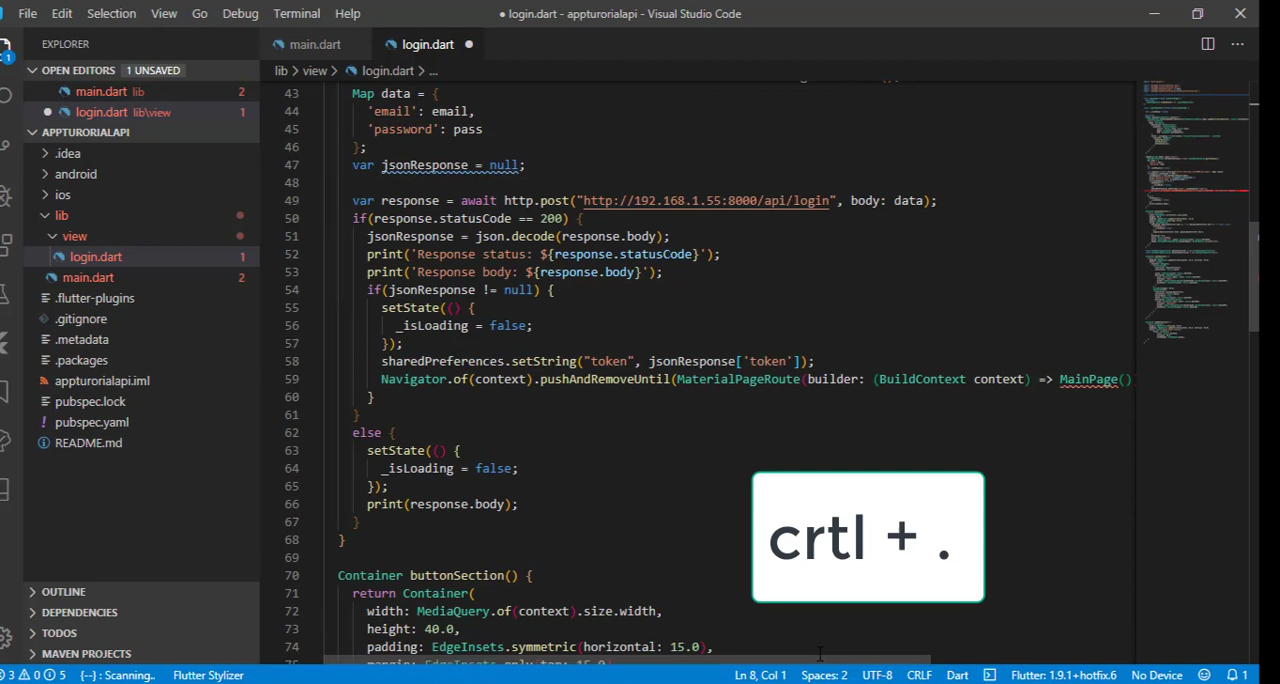 File Edit Selection View Go Debug Terminal Help
● login.dart - appturorialapi - Visual Studio Code
EXPLORER
main.dart
login.dart
OPEN EDITORS 1 UNSAVED
main.dart lib 2
login.dart lib\view 1
APPTURORIALAPI
.idea
android
ios
lib
view
login.dart 1
main.dart 2
.flutter-plugins
.gitignore
.metadata
.packages
appturorialapi.iml
pubspec.lock
pubspec.yaml
README.md
OUTLINE
DEPENDENCIES
TODOS
MAVEN PROJECTS
lib > view > login.dart > ...
43 Map data = {
44 'email': email,
45 'password': pass
46 };
47 var jsonResponse = null;
48
49 var response = await http.post("http://192.168.1.55:8000/api/login", body: data);
50 if(response.statusCode == 200) {
51 jsonResponse = json.decode(response.body);
52 print('Response status: ${response.statusCode}');
53 print('Response body: ${response.body}');
54 if(jsonResponse != null) {
55 setState(() {
56 _isLoading = false;
57 });
58 sharedPreferences.setString("token", jsonResponse['token']);
59 Navigator.of(context).pushAndRemoveUntil(MaterialPageRoute(builder: (BuildContext context) => MainPage()
60 }
61 }
62 else {
63 setState(() {
64 _isLoading = false;
65 });
66 print(response.body);
67 }
68 }
69
70 Container buttonSection() {
71 return Container(
72 width: MediaQuery.of(context).size.width,
73 height: 40.0,
74 padding: EdgeInsets.symmetric(horizontal: 15.0),
crtl + .
1
3 0 5 {--} : Scanning.. Flutter Stylizer
Ln 8, Col 1 Spaces: 2 UTF-8 CRLF Dart Flutter: 1.9.1+hotfix.6 No Device 1